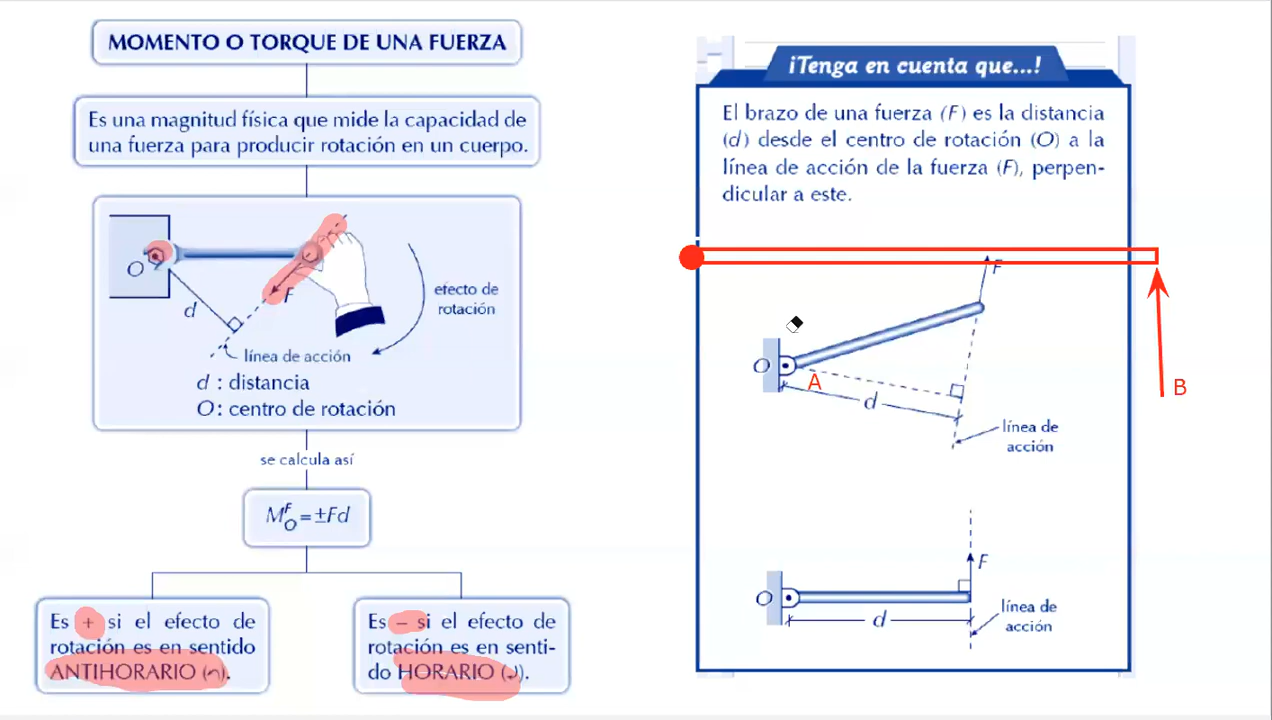 MOMENTO O TORQUE DE UNA FUERZA
Es una magnitud física que mide la capacidad de
una fuerza para producir rotación en un cuerpo.
O
d
F
efecto de
rotación
línea de acción
d : distancia
O: centro de rotación
se calcula así
M_O^F = ±Fd
Es + si el efecto de
rotación es en sentido
ANTIHORARIO (↶).
Es – si el efecto de
rotación es en senti-
do HORARIO (⤶).
¡Tenga en cuenta que...!
El brazo de una fuerza (F) es la distancia
(d) desde el centro de rotación (O) a la
línea de acción de la fuerza (F), perpen-
dicular a este.
F
O
A
d
B
línea de
acción
F
O
d
línea de
acción